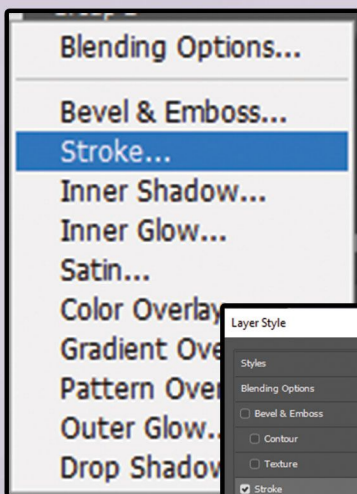 Blending Options...
Bevel & Emboss...
Stroke...
Inner Shadow...
Inner Glow...
Satin...
Color Overlay
Gradient Ove
Pattern Over
Outer Glow..
Drop Shadow
Layer Style
Styles
Blending Options
Bevel & Emboss
Contour
Texture
Stroke